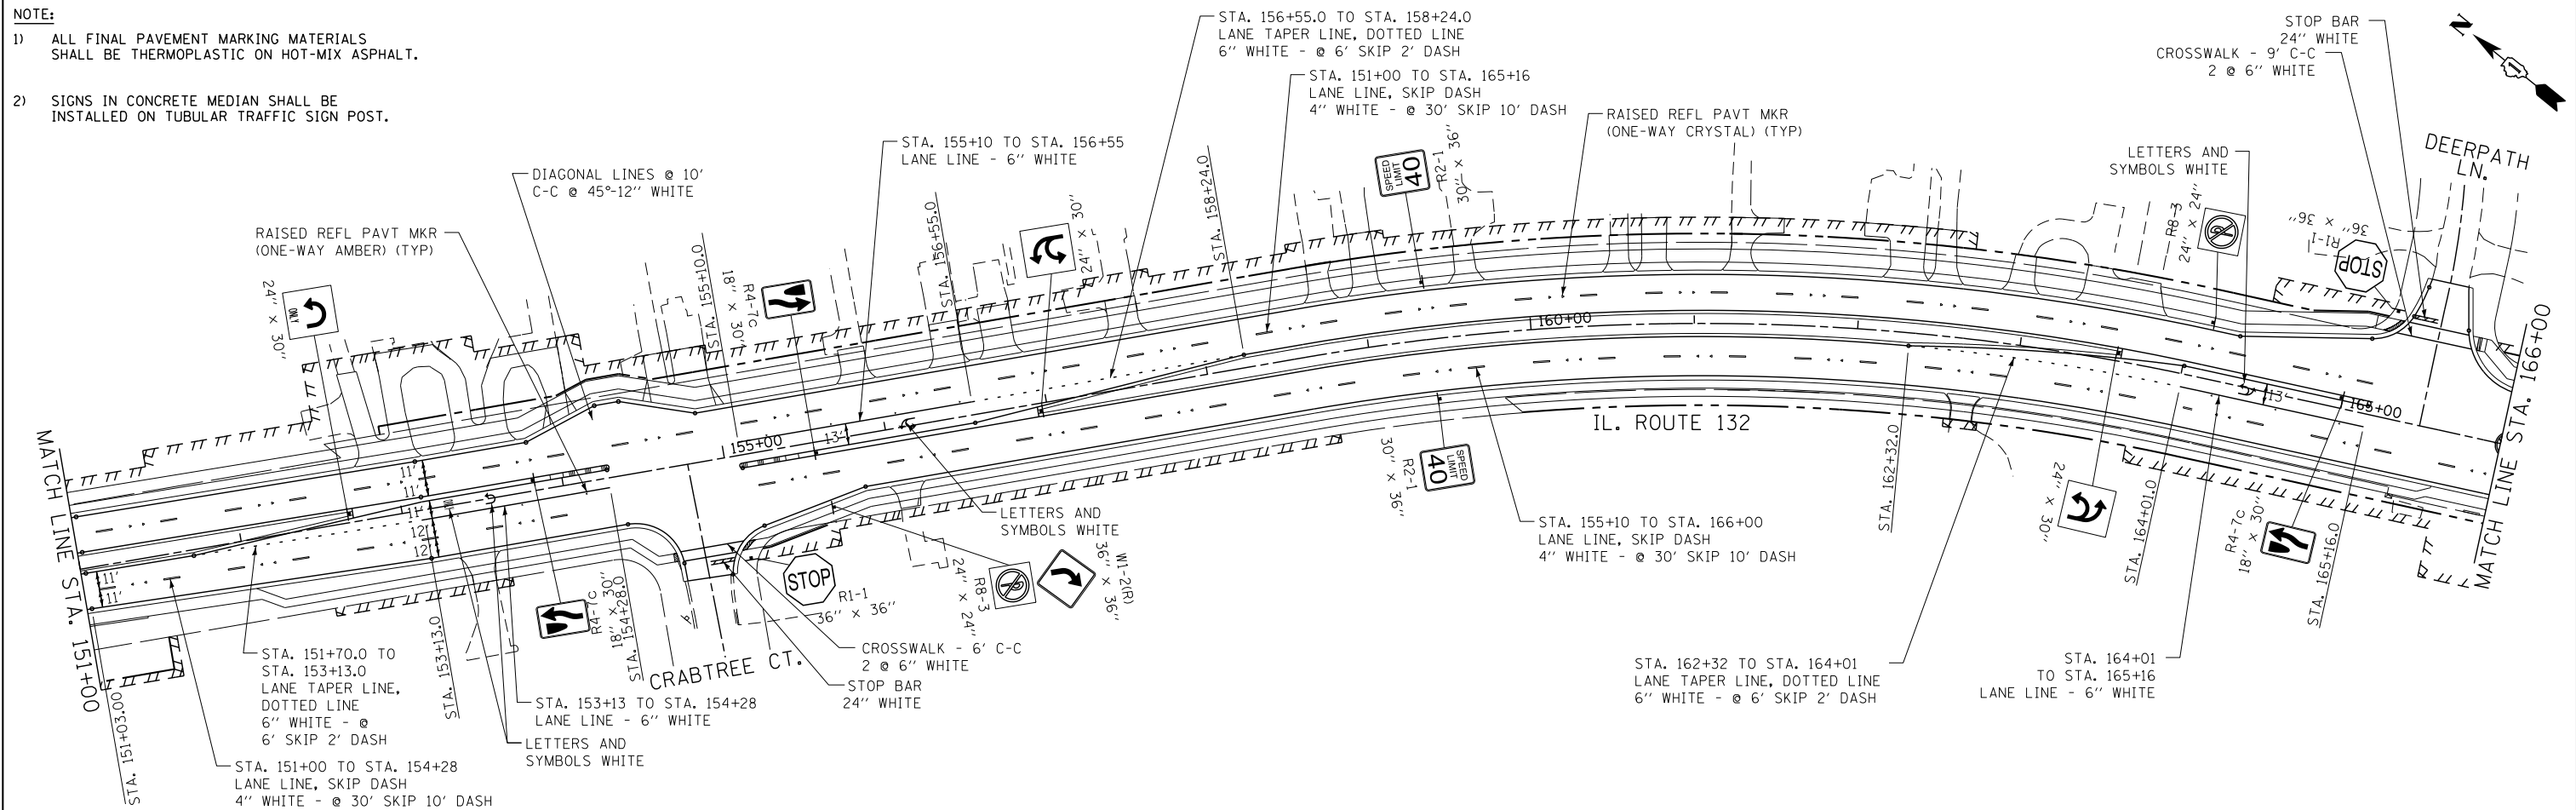 NOTE:
1) ALL FINAL PAVEMENT MARKING MATERIALS
SHALL BE THERMOPLASTIC ON HOT-MIX ASPHALT.
2) SIGNS IN CONCRETE MEDIAN SHALL BE
INSTALLED ON TUBULAR TRAFFIC SIGN POST.
STA. 156+55.0 TO STA. 158+24.0
LANE TAPER LINE, DOTTED LINE
6" WHITE - @ 6' SKIP 2' DASH
STA. 151+00 TO STA. 165+16
LANE LINE, SKIP DASH
4" WHITE - @ 30' SKIP 10' DASH
RAISED REFL PAVT MKR
(ONE-WAY CRYSTAL) (TYP)
STOP BAR
24" WHITE
CROSSWALK - 9' C-C
2 @ 6" WHITE
N
1
DEERPATH
LN.
LETTERS AND
SYMBOLS WHITE
STA. 155+10 TO STA. 156+55
LANE LINE - 6" WHITE
DIAGONAL LINES @ 10'
C-C @ 45°-12" WHITE
RAISED REFL PAVT MKR
(ONE-WAY AMBER) (TYP)
ONLY
24" X 30"
STA. 155+10.0
R4-7c
18" X 30"
STA. 156+55.0
24" X 30"
STA. 158+24.0
SPEED
LIMIT
40
R2-1
30" X 36"
R8-3
24" X 24"
P
STOP
R1-1
36" X 36"
MATCH LINE STA. 151+00
155+00
160+00
165+00
13'
13'
11'
11'
11'
12'
12'
11'
11'
ONLY
IL. ROUTE 132
MATCH LINE STA. 166+00
STA. 151+03.00
STA. 153+13.0
R4-7c
18" X 30"
STA. 154+28.0
CRABTREE CT.
STOP
R1-1
36" X 36"
R8-3
24" X 24"
P
W1-2(R)
36" X 36"
LETTERS AND
SYMBOLS WHITE
R2-1
30" X 36"
SPEED
LIMIT
40
STA. 162+32.0
24" X 30"
STA. 164+01.0
R4-7c
18" X 30"
STA. 165+16.0
STA. 155+10 TO STA. 166+00
LANE LINE, SKIP DASH
4" WHITE - @ 30' SKIP 10' DASH
CROSSWALK - 6' C-C
2 @ 6" WHITE
STOP BAR
24" WHITE
STA. 151+70.0 TO
STA. 153+13.0
LANE TAPER LINE,
DOTTED LINE
6" WHITE - @
6' SKIP 2' DASH
STA. 153+13 TO STA. 154+28
LANE LINE - 6" WHITE
LETTERS AND
SYMBOLS WHITE
STA. 151+00 TO STA. 154+28
LANE LINE, SKIP DASH
4" WHITE - @ 30' SKIP 10' DASH
STA. 162+32 TO STA. 164+01
LANE TAPER LINE, DOTTED LINE
6" WHITE - @ 6' SKIP 2' DASH
STA. 164+01
TO STA. 165+16
LANE LINE - 6" WHITE